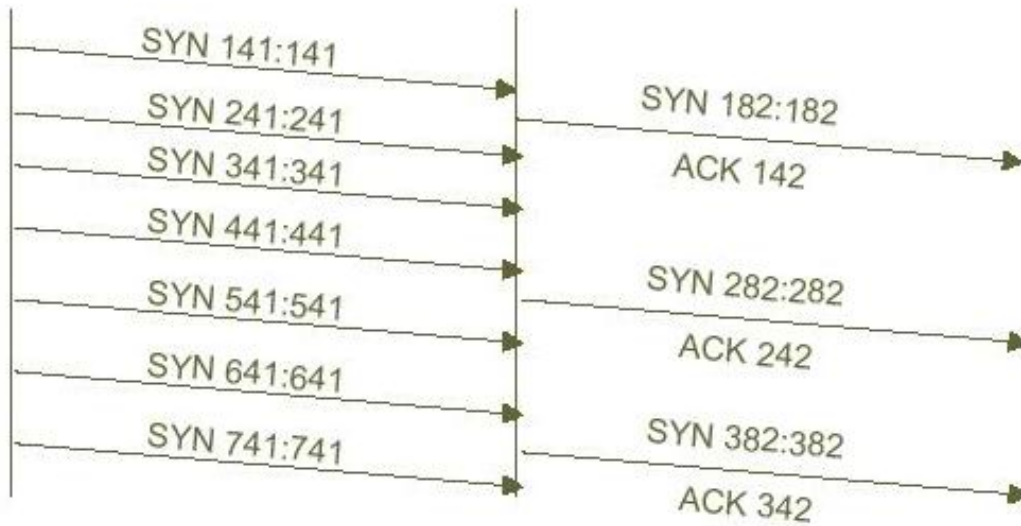 SYN 141:141
SYN 241:241
SYN 341:341
SYN 441:441
SYN 541:541
SYN 641:641
SYN 741:741
SYN 182:182
ACK 142
SYN 282:282
ACK 242
SYN 382:382
ACK 342